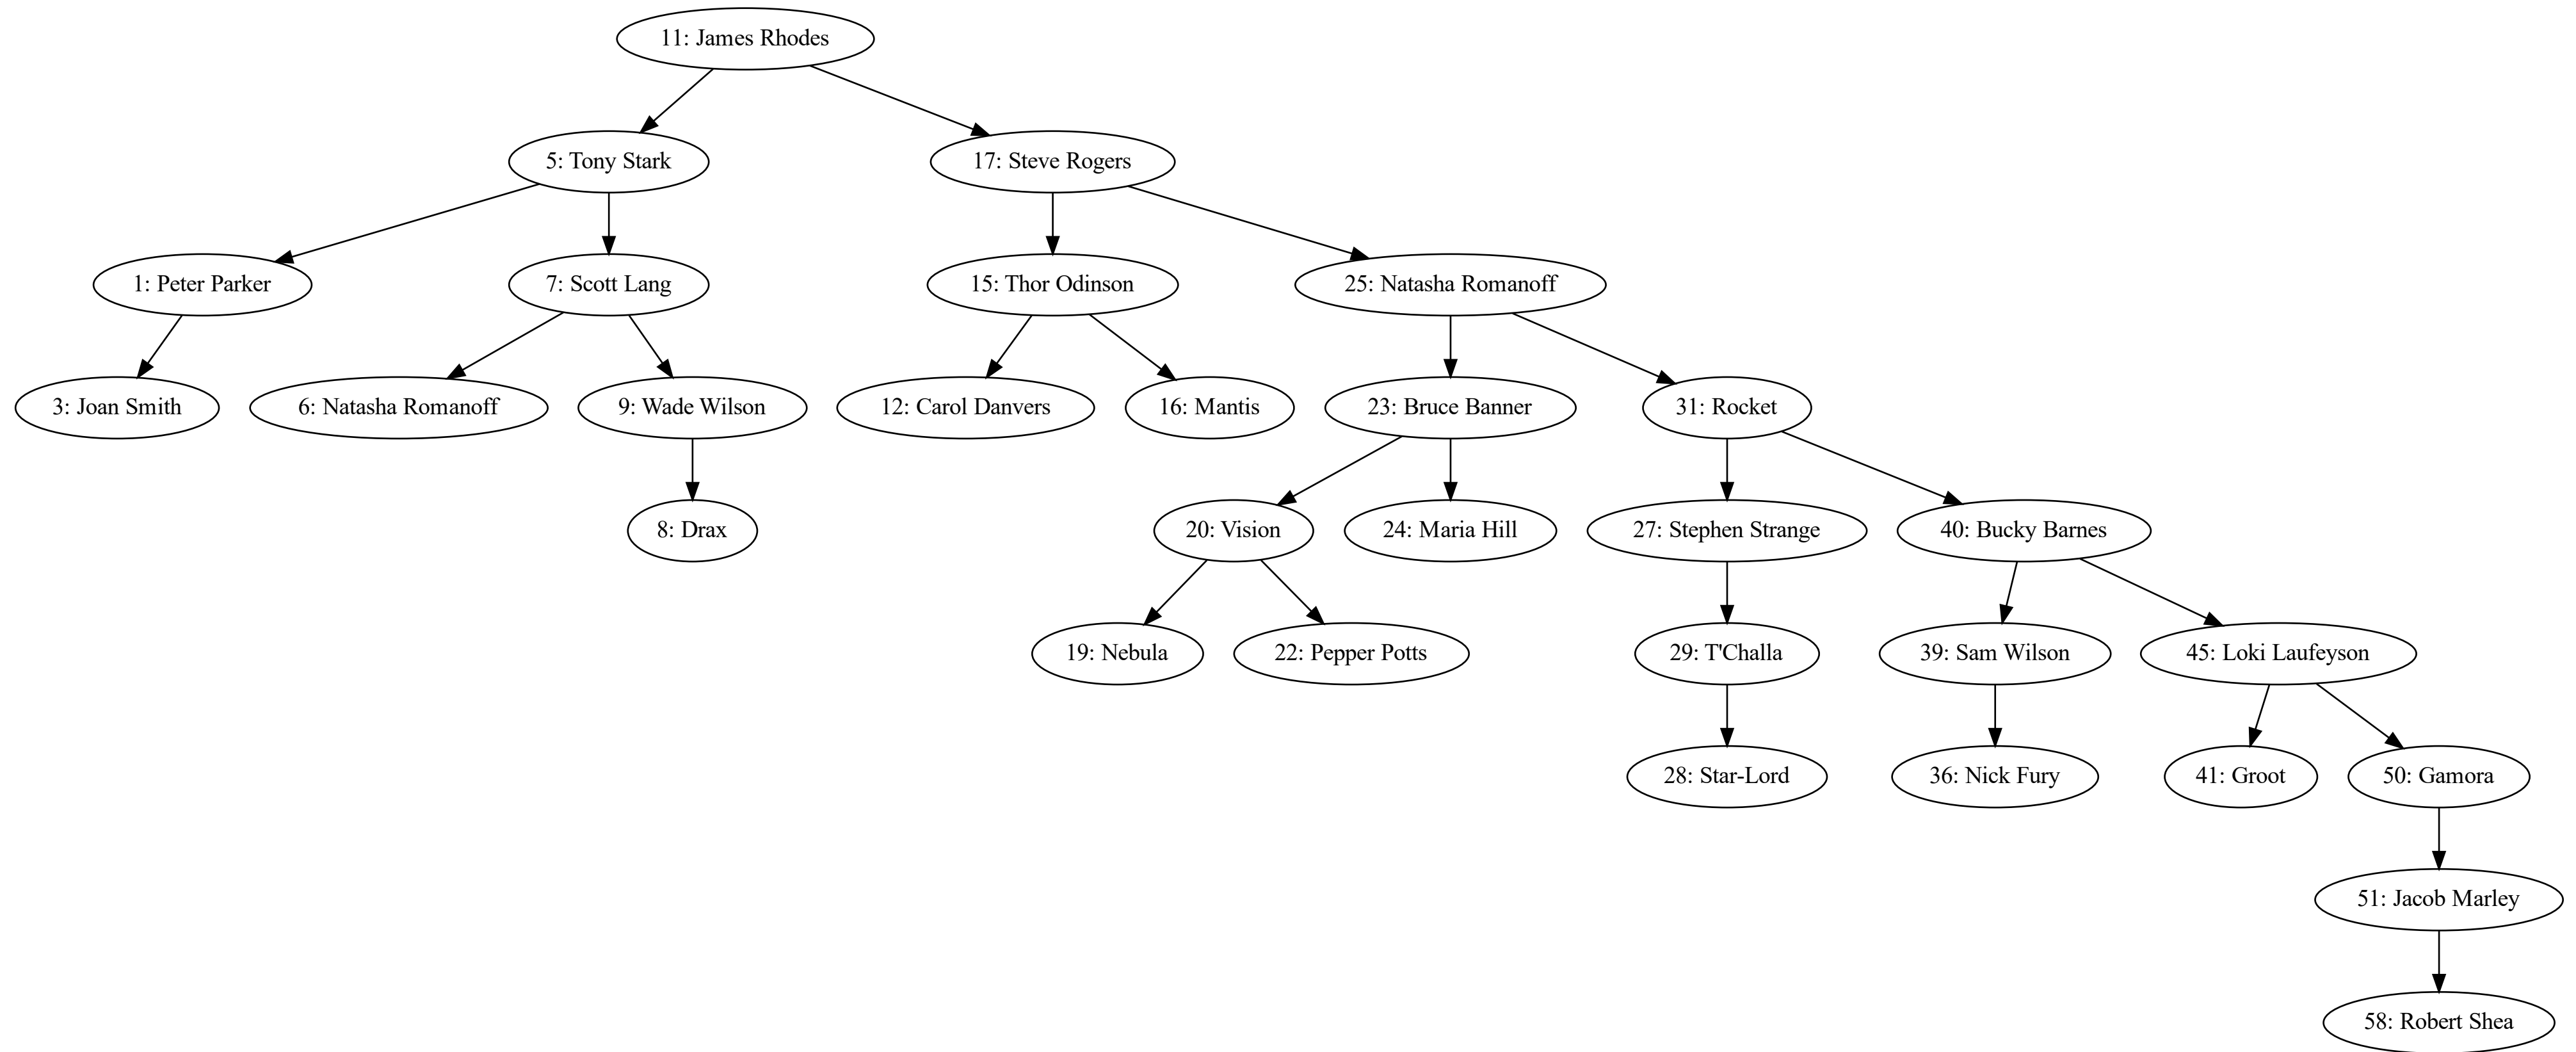 11: James Rhodes
5: Tony Stark
17: Steve Rogers
1: Peter Parker
7: Scott Lang
15: Thor Odinson
25: Natasha Romanoff
3: Joan Smith
6: Natasha Romanoff
9: Wade Wilson
12: Carol Danvers
16: Mantis
23: Bruce Banner
31: Rocket
8: Drax
20: Vision
24: Maria Hill
27: Stephen Strange
40: Bucky Barnes
19: Nebula
22: Pepper Potts
29: T'Challa
39: Sam Wilson
45: Loki Laufeyson
28: Star-Lord
36: Nick Fury
41: Groot
50: Gamora
51: Jacob Marley
58: Robert Shea